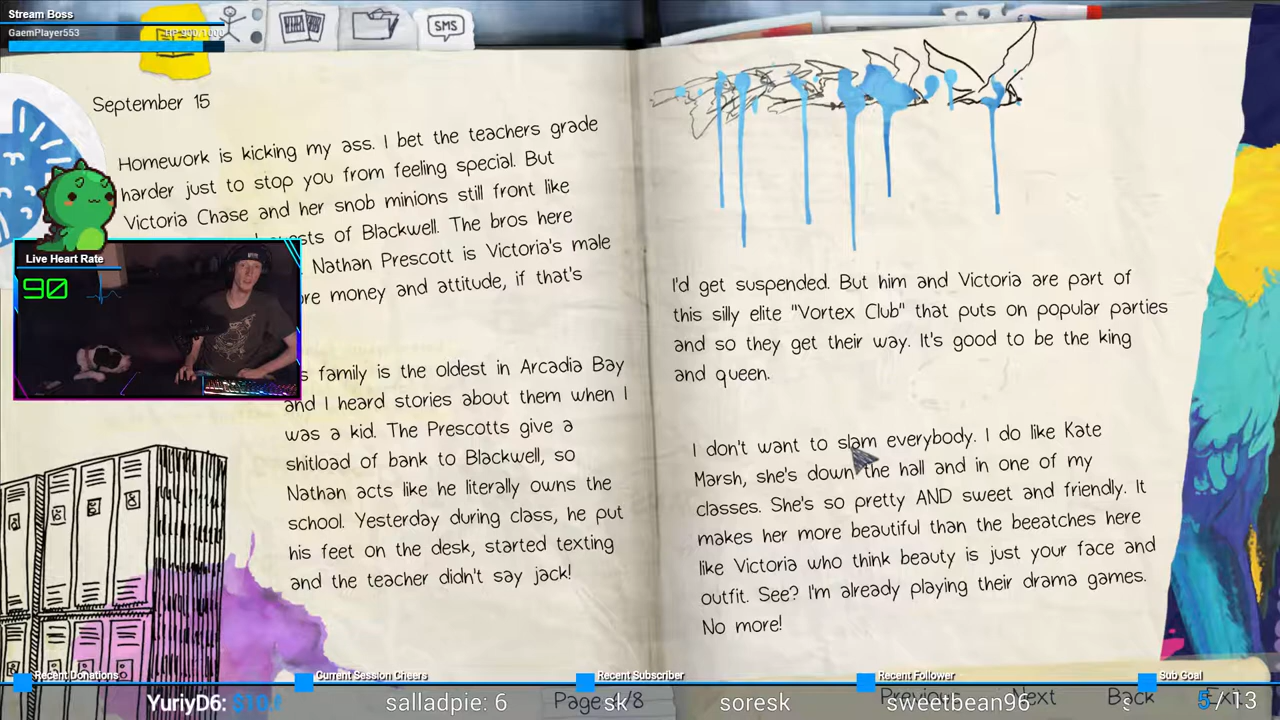 Stream Boss
GaemPlayer553
HP 900/1000
SMS
September 15
Homework is kicking my ass. I bet the teachers grade
harder just to stop you from feeling special. But
Victoria Chase and her snob minions still front like
of Blackwell. The bros here
Nathan Prescott is Victoria's male
money and attitude, if that's
Live Heart Rate
90
family is the oldest in Arcadia Bay
and I heard stories about them when I
was a kid. The Prescotts give a
shitload of bank to Blackwell, so
Nathan acts like he literally owns the
school. Yesterday during class, he put
his feet on the desk, started texting
and the teacher didn't say jack!
I'd get suspended. But him and Victoria are part of
this silly elite "Vortex Club" that puts on popular parties
and so they get their way. It's good to be the king
and queen.
I don't want to slam everybody. I do like Kate
Marsh, she's down the hall and in one of my
classes. She's so pretty AND sweet and friendly. It
makes her more beautiful than the beeatches here
like Victoria who think beauty is just your face and
outfit. See? I'm already playing their drama games.
No more!
Recent Donations
Current Session Cheers
Recent Subscriber
Recent Follower
Sub Goal
YuriyD6:
salladpie: 6
Page
/8
sk
soresk
Previous
sweetbean96
Next
Back
5 / 13
Exit